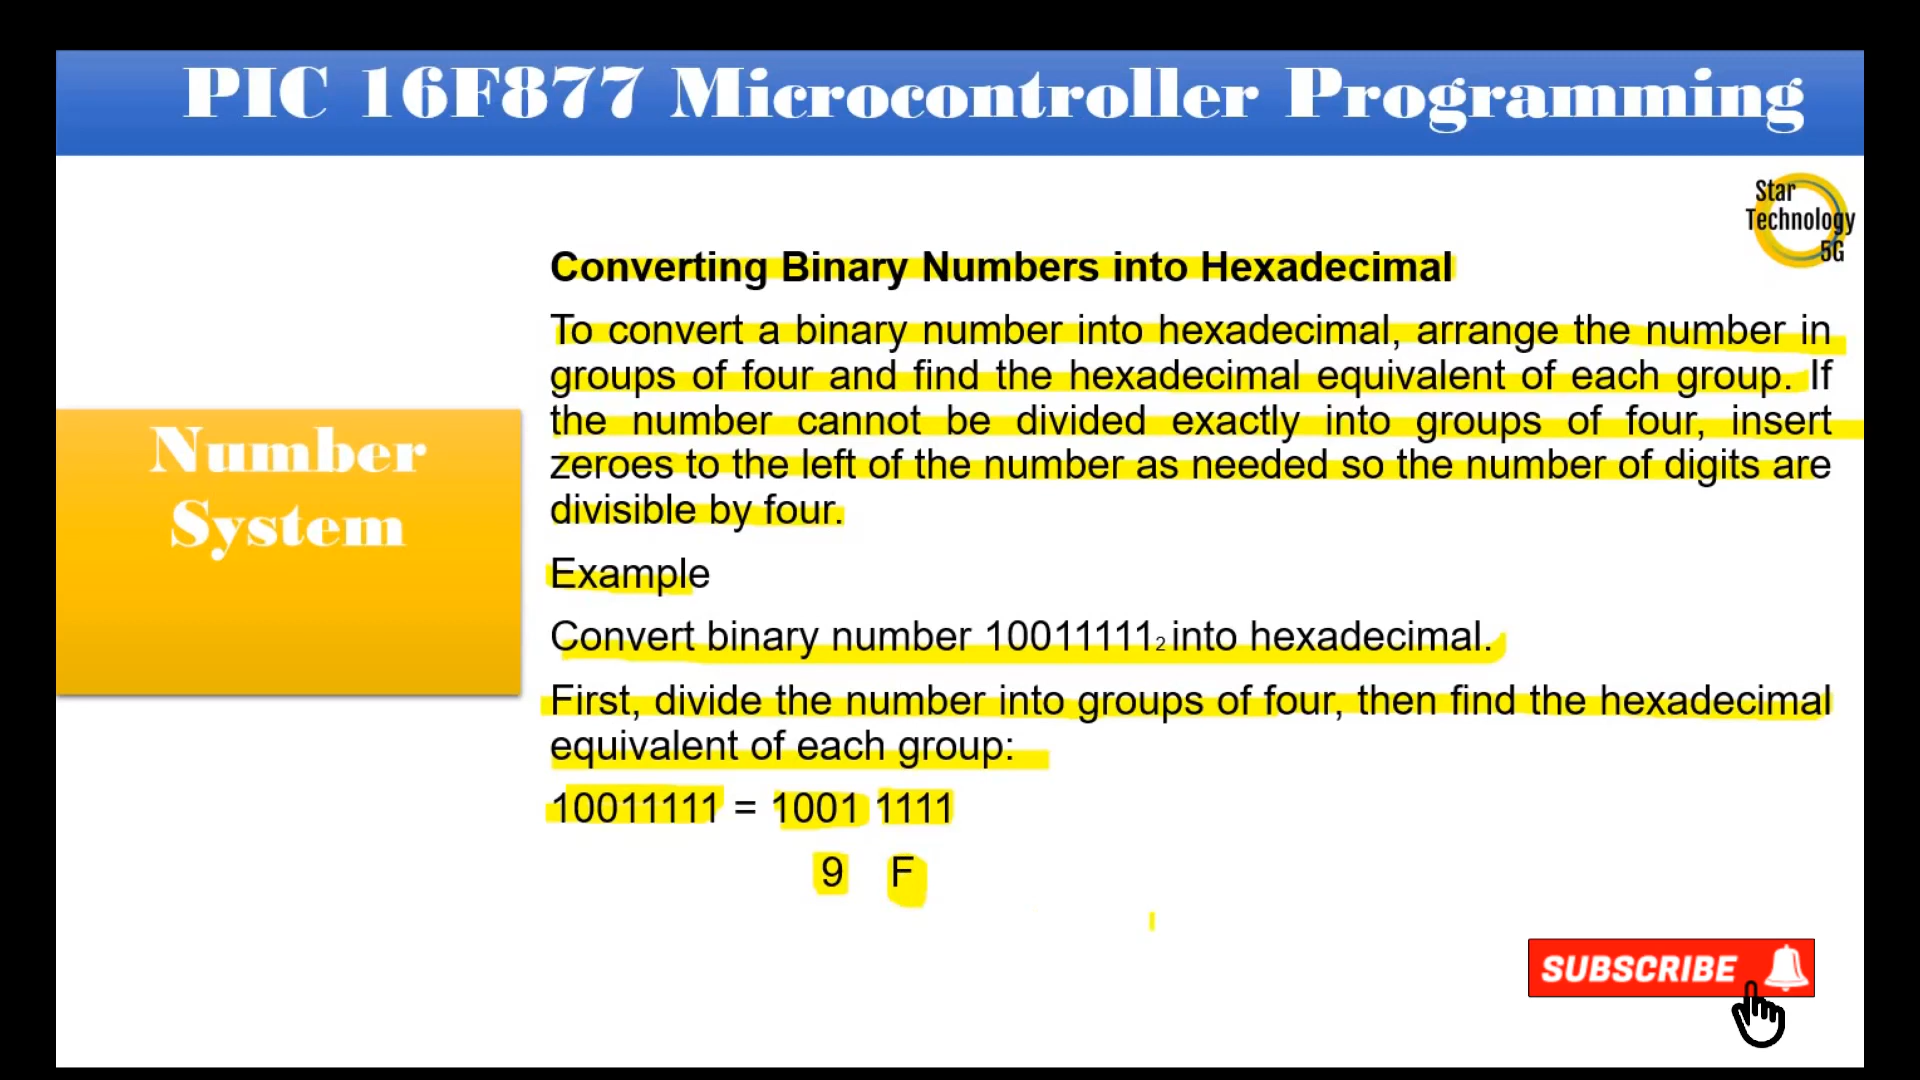 PIC 16F877 Microcontroller Programming
Star
Technology
5G
Number
System
Converting Binary Numbers into Hexadecimal
To convert a binary number into hexadecimal, arrange the number in
groups of four and find the hexadecimal equivalent of each group. If
the number cannot be divided exactly into groups of four, insert
zeroes to the left of the number as needed so the number of digits are
divisible by four.
Example
Convert binary number 10011111₂ into hexadecimal.
First, divide the number into groups of four, then find the hexadecimal
equivalent of each group:
10011111 = 1001 1111
9 F
SUBSCRIBE